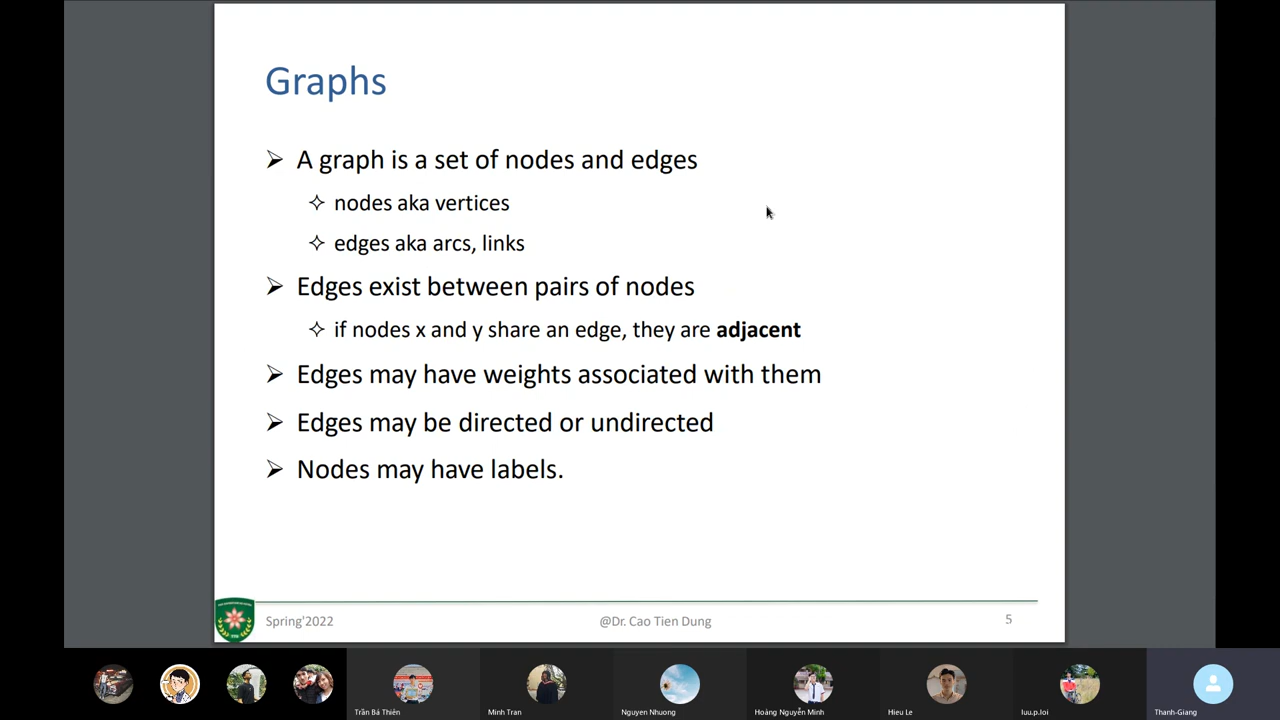 Graphs
➢ A graph is a set of nodes and edges
✧ nodes aka vertices
✧ edges aka arcs, links
➢ Edges exist between pairs of nodes
✧ if nodes x and y share an edge, they are adjacent
➢ Edges may have weights associated with them
➢ Edges may be directed or undirected
➢ Nodes may have labels.
Spring'2022 @Dr. Cao Tien Dung 5
Trần Bá Thiên Minh Tran Nguyen Nhuong Hoàng Nguyễn Minh Hieu Le luu.p.loi Thanh-Giang